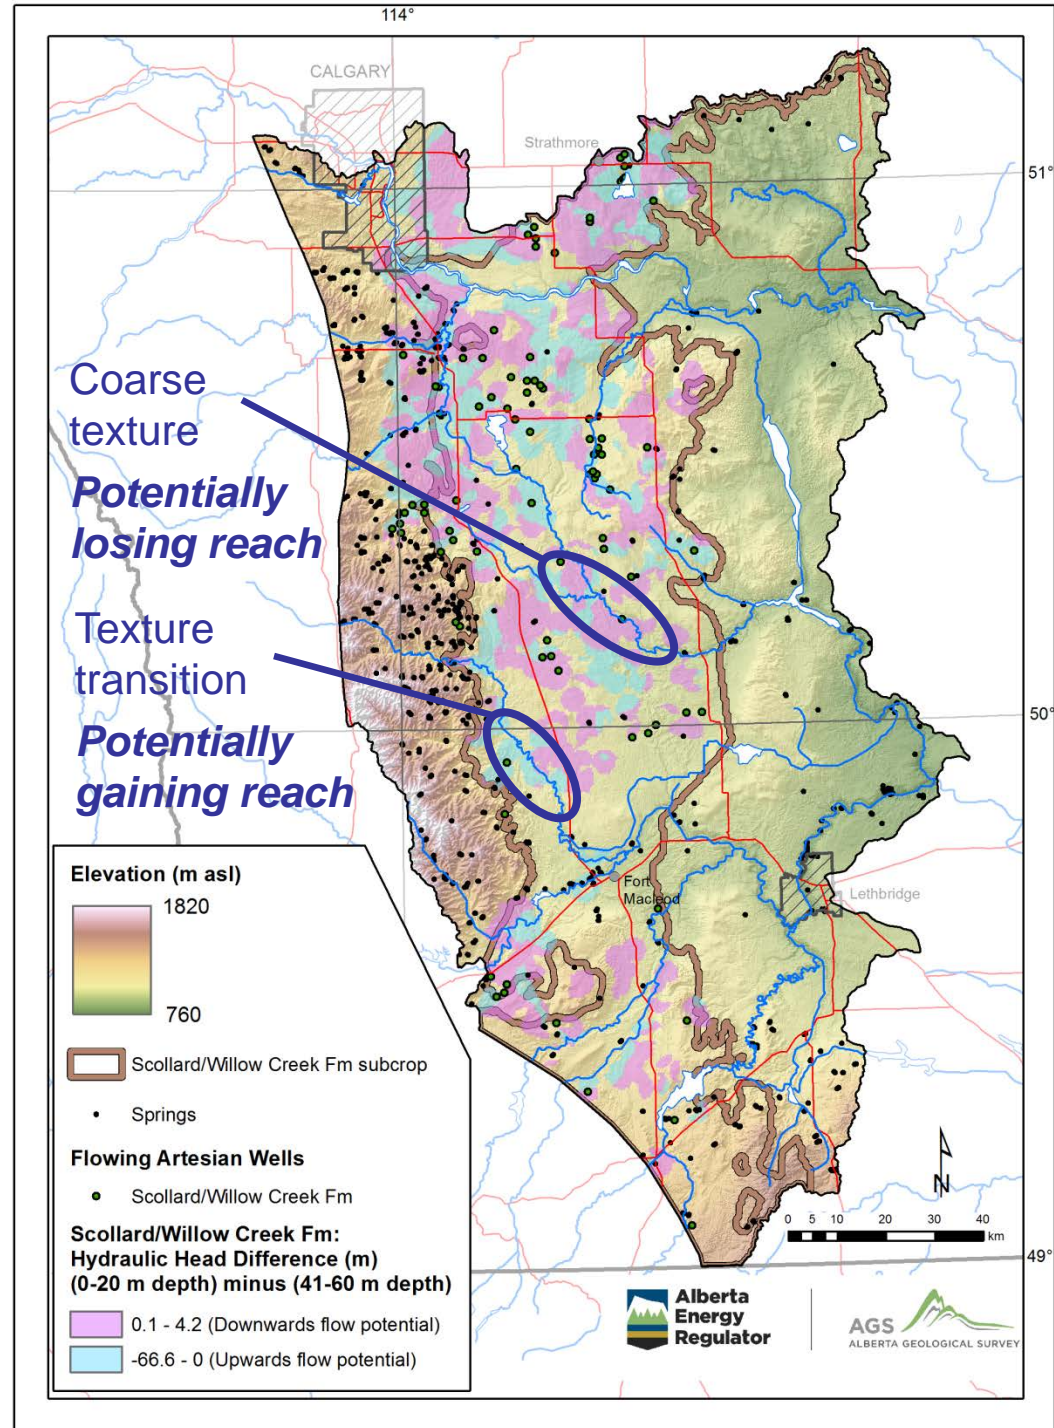 114°
CALGARY
Strathmore
51°
Coarse
texture
Potentially
losing reach
Texture
transition
Potentially
gaining reach
50°
Fort
Macleod
Lethbridge
Elevation (m asl)
1820
760
Scollard/Willow Creek Fm subcrop
Springs
Flowing Artesian Wells
Scollard/Willow Creek Fm
Scollard/Willow Creek Fm:
Hydraulic Head Difference (m)
(0-20 m depth) minus (41-60 m depth)
0.1 - 4.2 (Downwards flow potential)
-66.6 - 0 (Upwards flow potential)
N
0 5 10 20 30 40
km
49°
Alberta
Energy
Regulator
AGS
ALBERTA GEOLOGICAL SURVEY